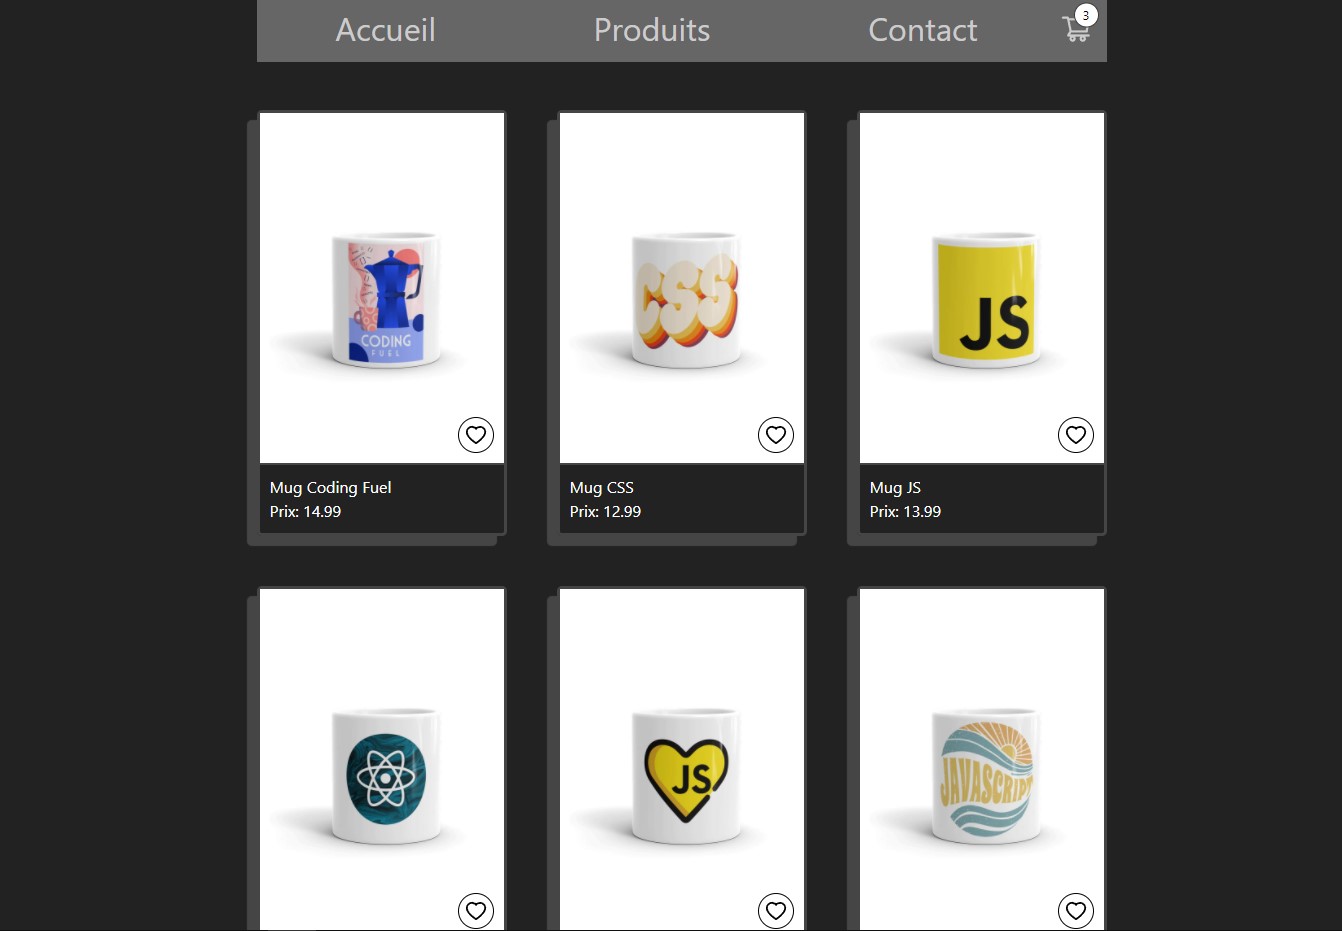 Accueil
Produits
Contact
3
CODING
FUEL
CSS
JS
Mug Coding Fuel
Prix: 14.99
Mug CSS
Prix: 12.99
Mug JS
Prix: 13.99
JS
JAVASCRIPT